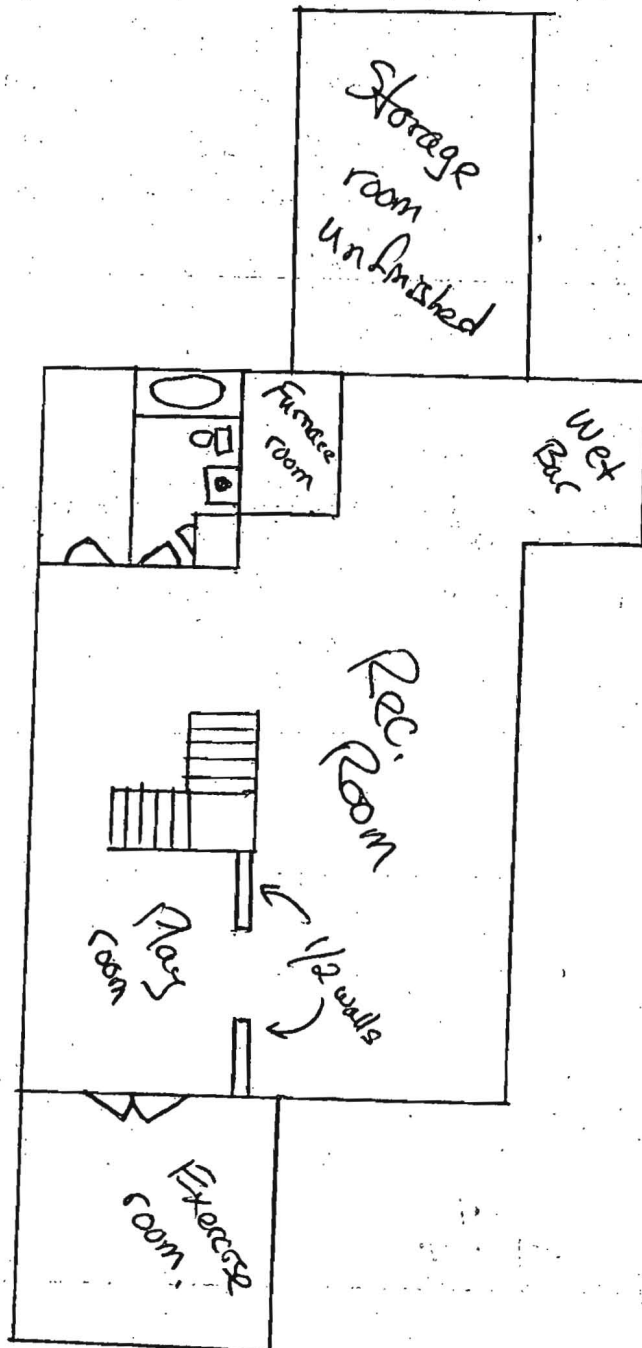 Storage
room
unfinished
Furnace
room
Wet
Bar
Rec.
Room
Play
room
1/2 walls
Exercise
room.